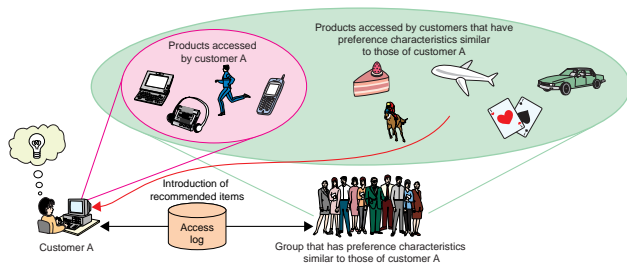 Products accessed
by customer A
Products accessed by customers that have
preference characteristics similar
to those of customer A
Introduction of
recommended items
Access
log
Customer A
Group that has preference characteristics
similar to those of customer A